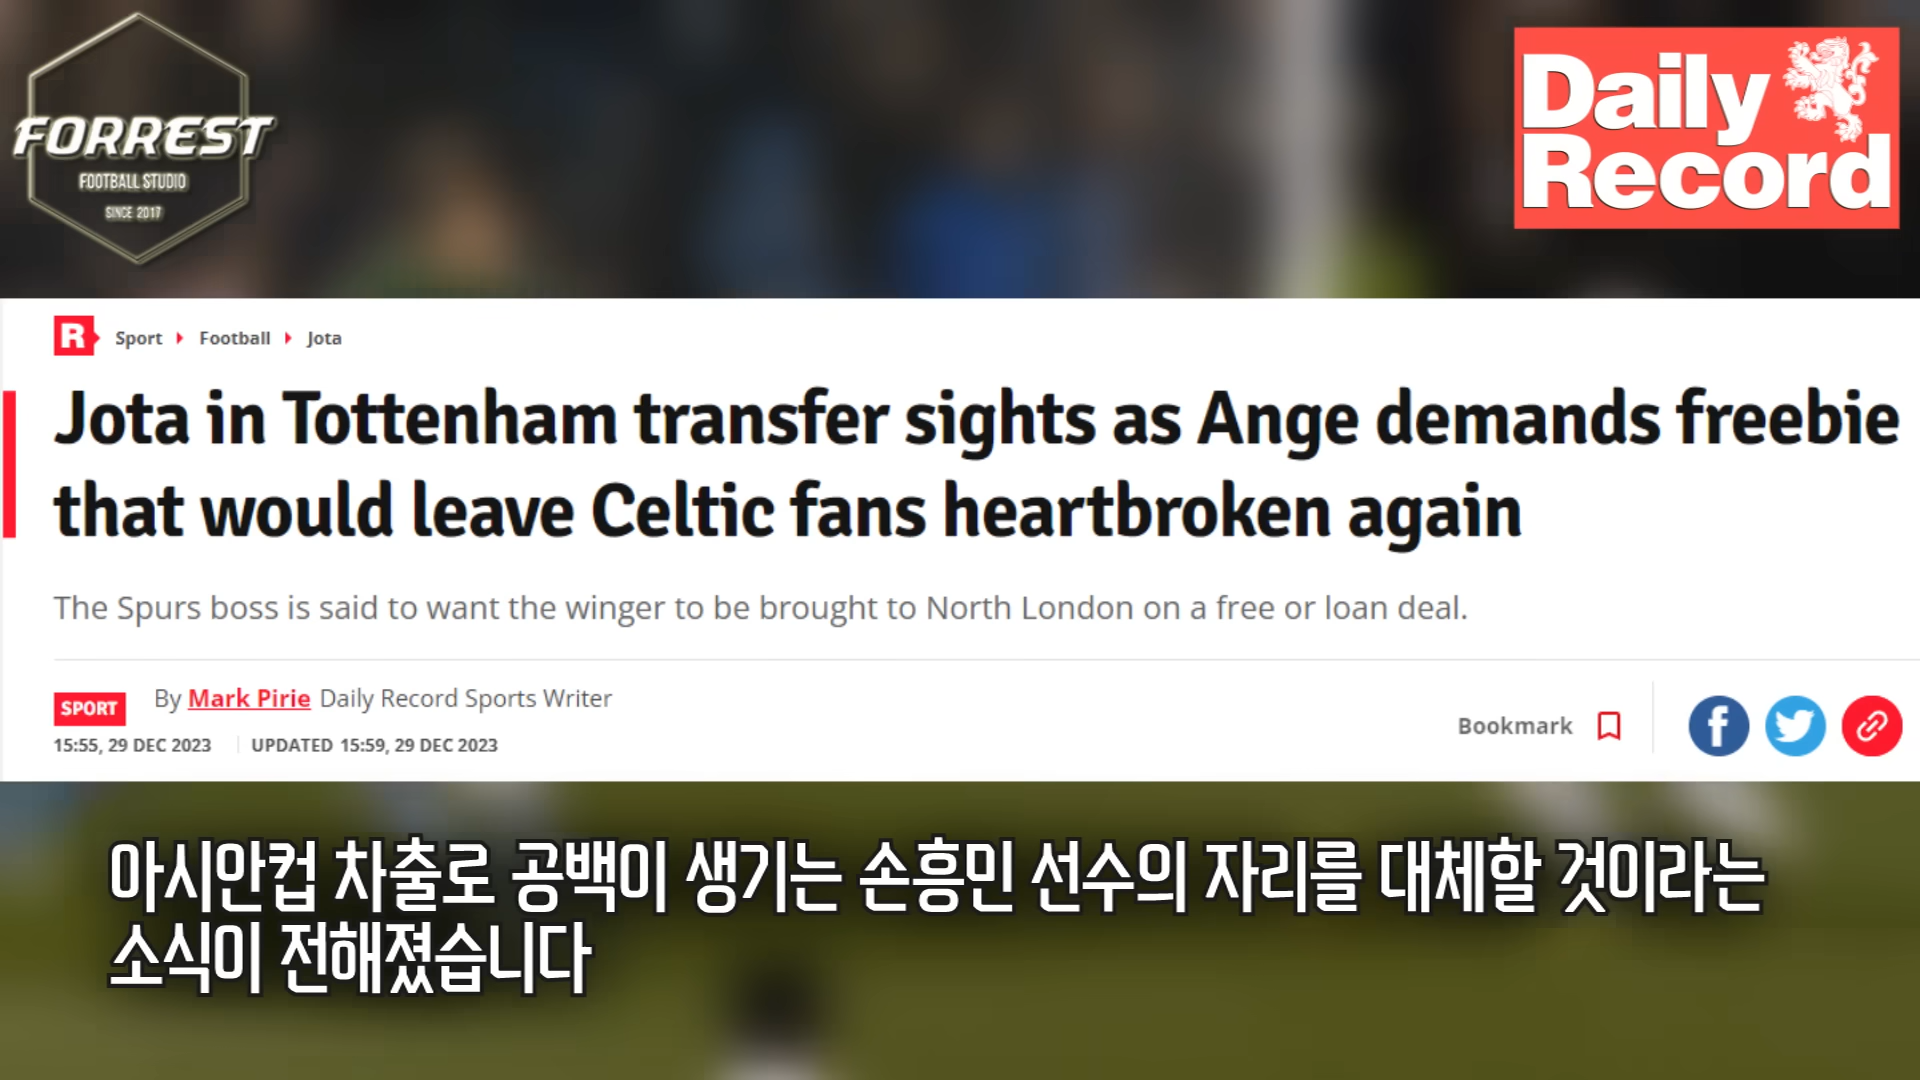 FORREST
FOOTBALL STUDIO
SINCE 2017
Daily
Record
R Sport Football Jota
Jota in Tottenham transfer sights as Ange demands freebie
that would leave Celtic fans heartbroken again
The Spurs boss is said to want the winger to be brought to North London on a free or loan deal.
SPORT By Mark Pirie Daily Record Sports Writer
15:55, 29 DEC 2023 UPDATED 15:59, 29 DEC 2023
Bookmark
아시안컵 차출로 공백이 생기는 손흥민 선수의 자리를 대체할 것이라는
소식이 전해졌습니다